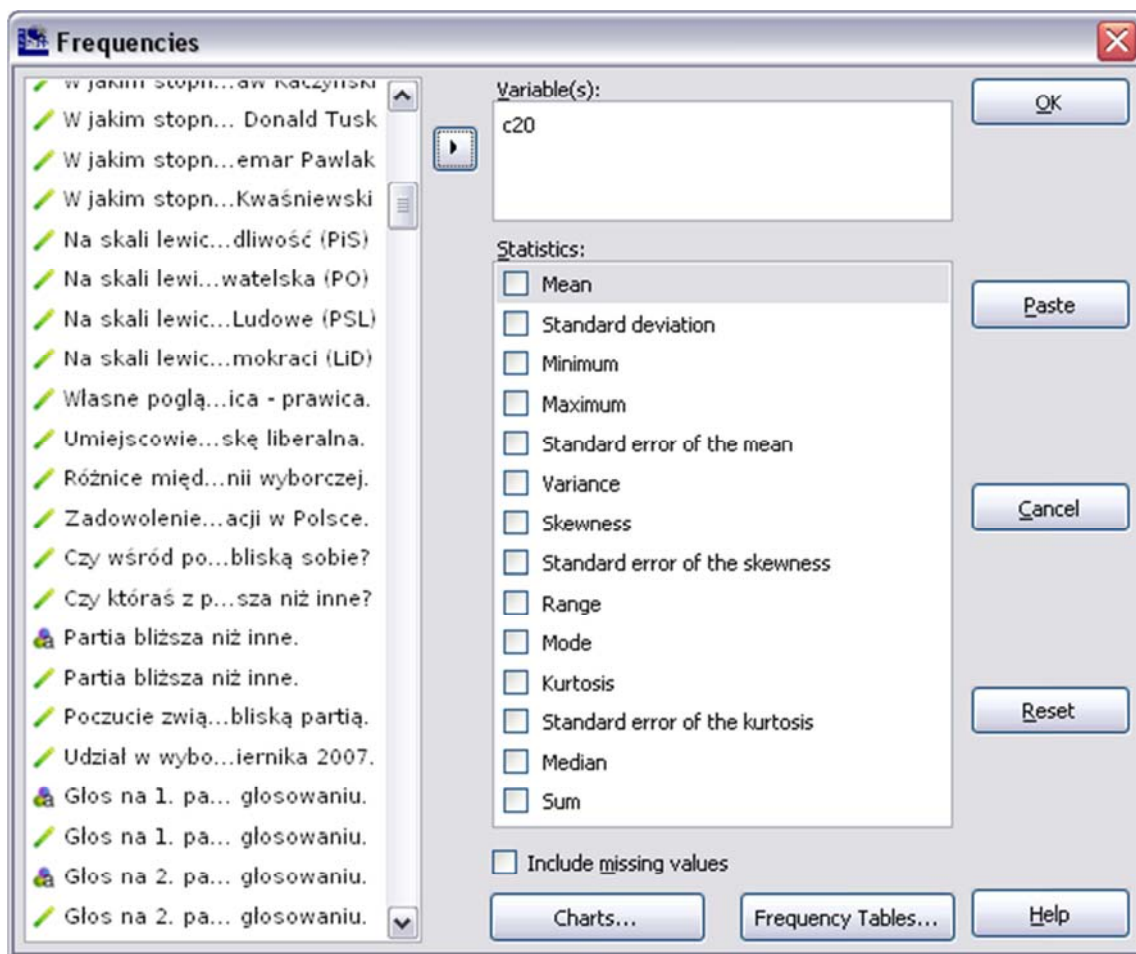 Frequencies
W jakim stopn...aw Kaczyński
W jakim stopn... Donald Tusk
W jakim stopn...emar Pawlak
W jakim stopn...Kwaśniewski
Na skali lewic...dliwość (PiS)
Na skali lewi...watelska (PO)
Na skali lewic...Ludowe (PSL)
Na skali lewic...mokraci (LiD)
Własne poglą...ica - prawica.
Umiejscowie...skę liberalna.
Różnice międ...nii wyborczej.
Zadowolenie...acji w Polsce.
Czy wśród po...bliską sobie?
Czy któraś z p...sza niż inne?
Partia bliższa niż inne.
Partia bliższa niż inne.
Poczucie zwią...bliską partią.
Udział w wybo...iernika 2007.
Głos na 1. pa... głosowaniu.
Głos na 1. pa... głosowaniu.
Głos na 2. pa... głosowaniu.
Głos na 2. pa... głosowaniu.
Variable(s):
c20
Statistics:
Mean
Standard deviation
Minimum
Maximum
Standard error of the mean
Variance
Skewness
Standard error of the skewness
Range
Mode
Kurtosis
Standard error of the kurtosis
Median
Sum
Include missing values
Charts...
Frequency Tables...
OK
Paste
Cancel
Reset
Help